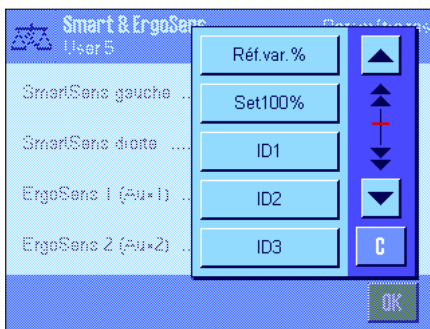 Smart & ErgoSens
User 5
SmartSens gauche ..
SmartSens droite ....
ErgoSens 1 (Aux1) ..
ErgoSens 2 (Aux2) ..
Réf.var.%
Set100%
ID1
ID2
ID3
C
OK